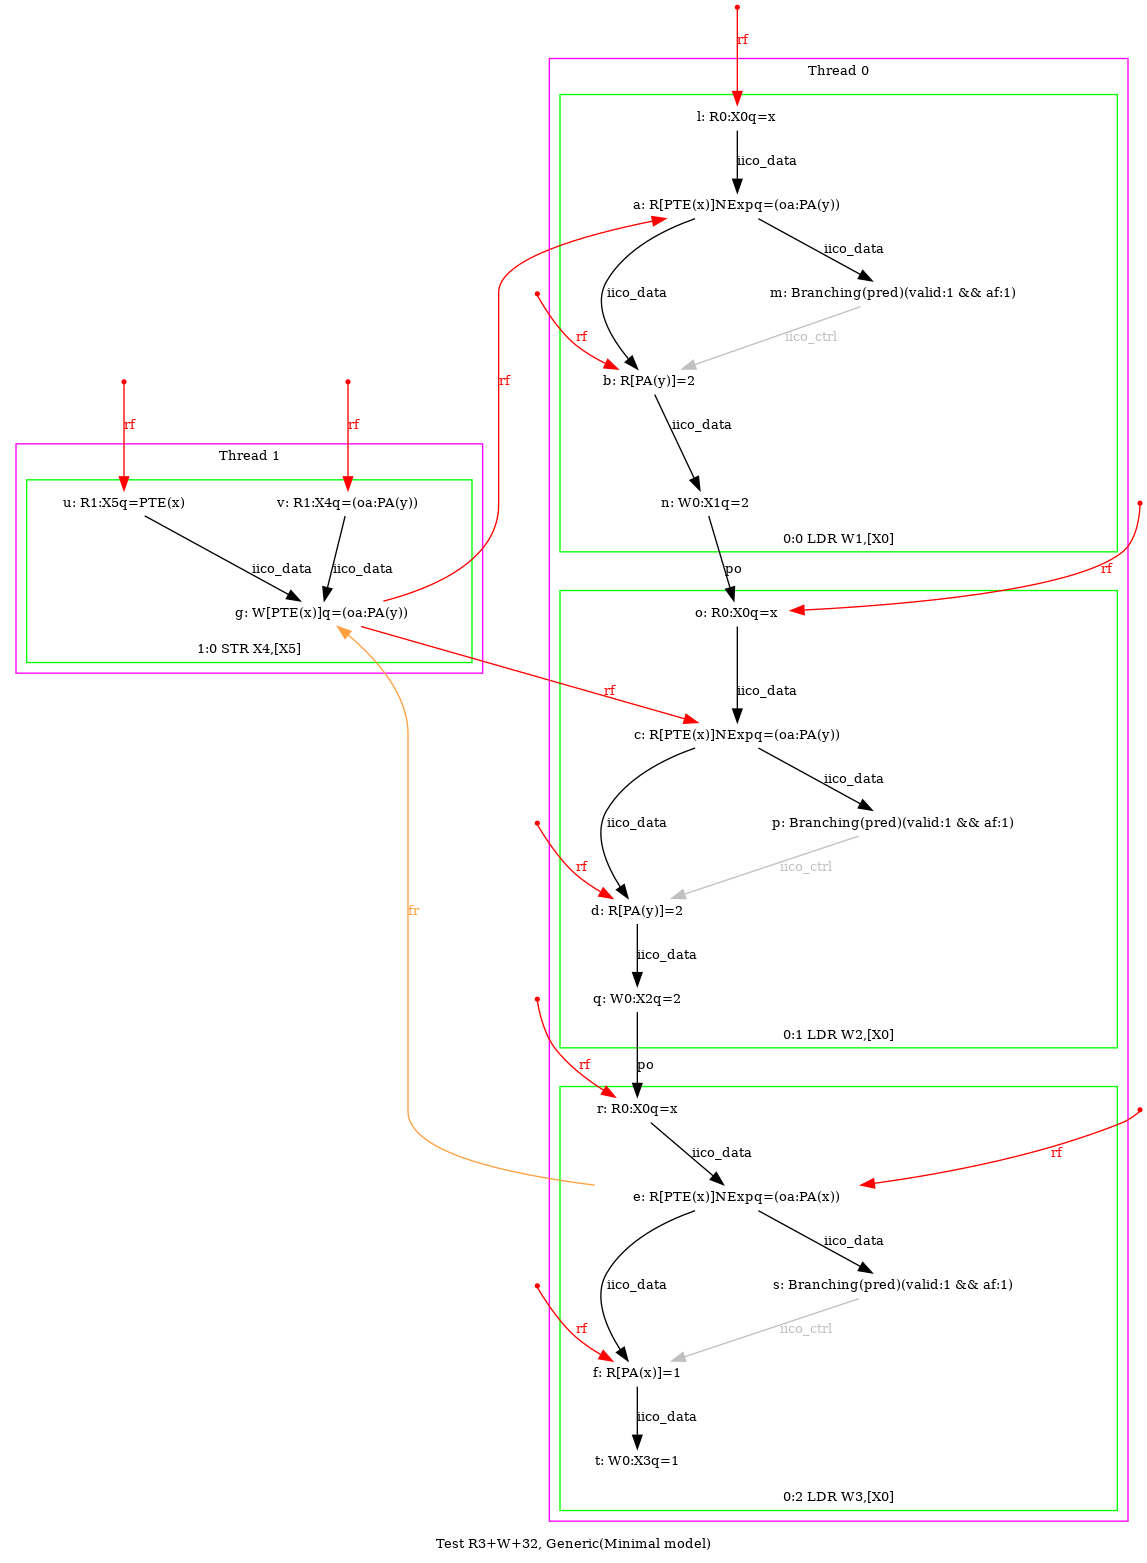 rf
Thread 0
l: R0:X0q=x
iico_data
a: R[PTE(x)]NExpq=(oa:PA(y))
iico_data
iico_data
m: Branching(pred)(valid:1 && af:1)
rf
iico_ctrl
b: R[PA(y)]=2
rf
iico_data
n: W0:X1q=2
0:0 LDR W1,[X0]
rf
rf
Thread 1
u: R1:X5q=PTE(x)
v: R1:X4q=(oa:PA(y))
iico_data
iico_data
g: W[PTE(x)]q=(oa:PA(y))
1:0 STR X4,[X5]
po
rf
o: R0:X0q=x
rf
iico_data
c: R[PTE(x)]NExpq=(oa:PA(y))
iico_data
iico_data
p: Branching(pred)(valid:1 && af:1)
rf
iico_ctrl
fr
d: R[PA(y)]=2
iico_data
q: W0:X2q=2
0:1 LDR W2,[X0]
rf
po
r: R0:X0q=x
iico_data
rf
e: R[PTE(x)]NExpq=(oa:PA(x))
iico_data
iico_data
s: Branching(pred)(valid:1 && af:1)
rf
iico_ctrl
f: R[PA(x)]=1
iico_data
t: W0:X3q=1
0:2 LDR W3,[X0]
Test R3+W+32, Generic(Minimal model)